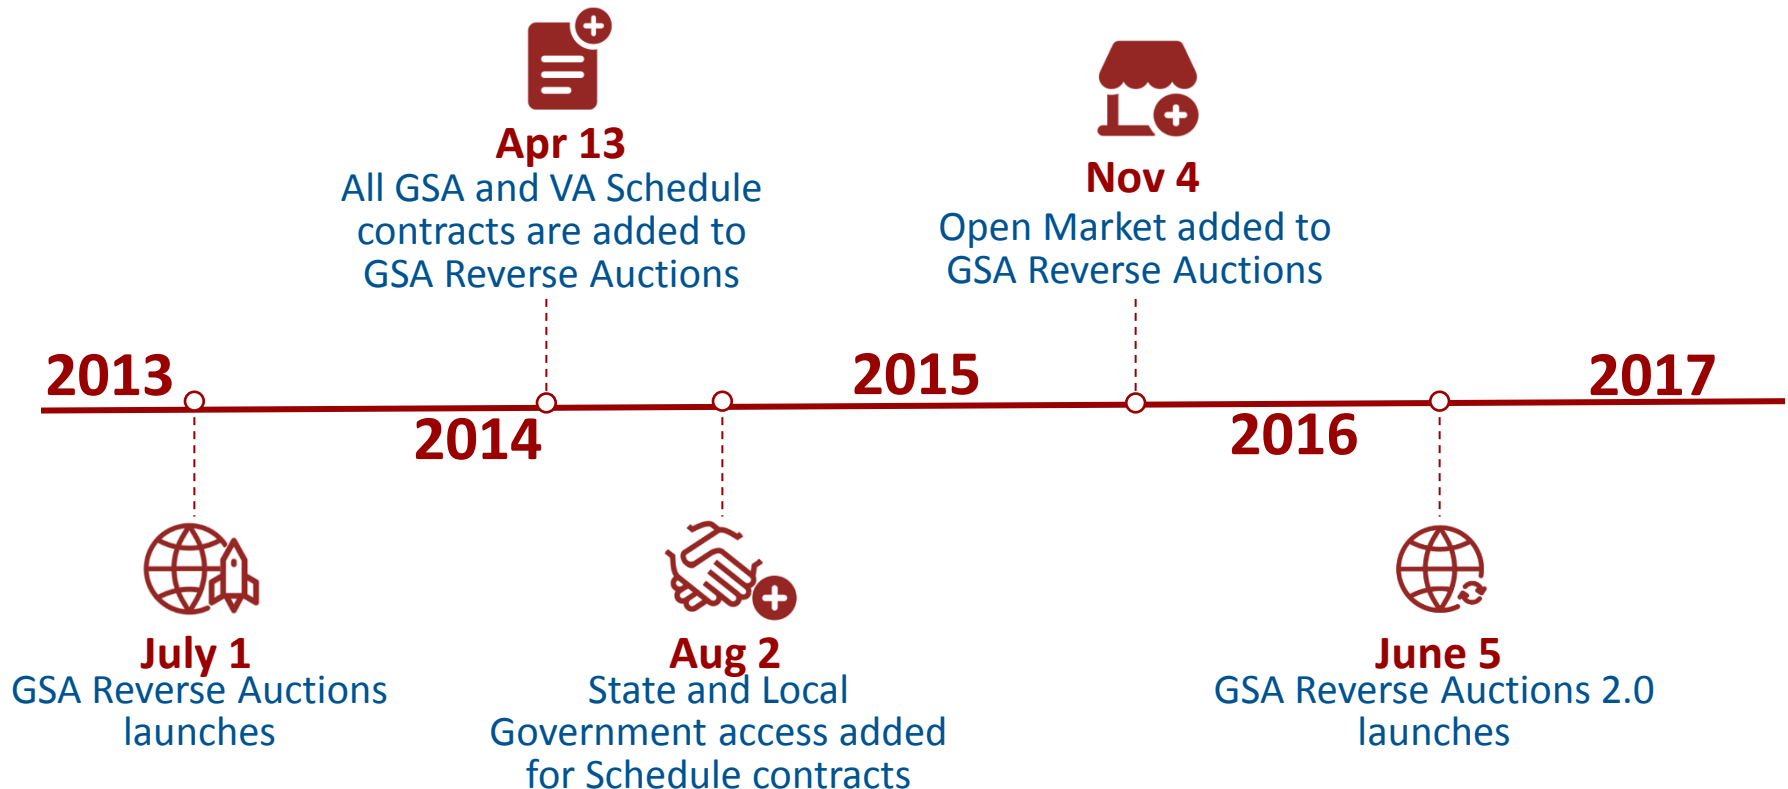 Apr 13
All GSA and VA Schedule
contracts are added to
GSA Reverse Auctions
Nov 4
Open Market added to
GSA Reverse Auctions
2013
2014
2015
2016
2017
July 1
GSA Reverse Auctions
launches
Aug 2
State and Local
Government access added
for Schedule contracts
June 5
GSA Reverse Auctions 2.0
launches